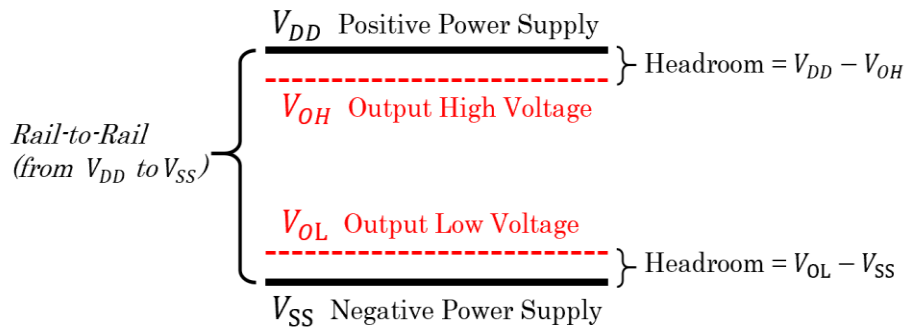 V_DD Positive Power Supply
Headroom = V_DD − V_OH
V_OH Output High Voltage
Rail-to-Rail
(from V_DD to V_SS)
V_OL Output Low Voltage
Headroom = V_OL − V_SS
V_SS Negative Power Supply